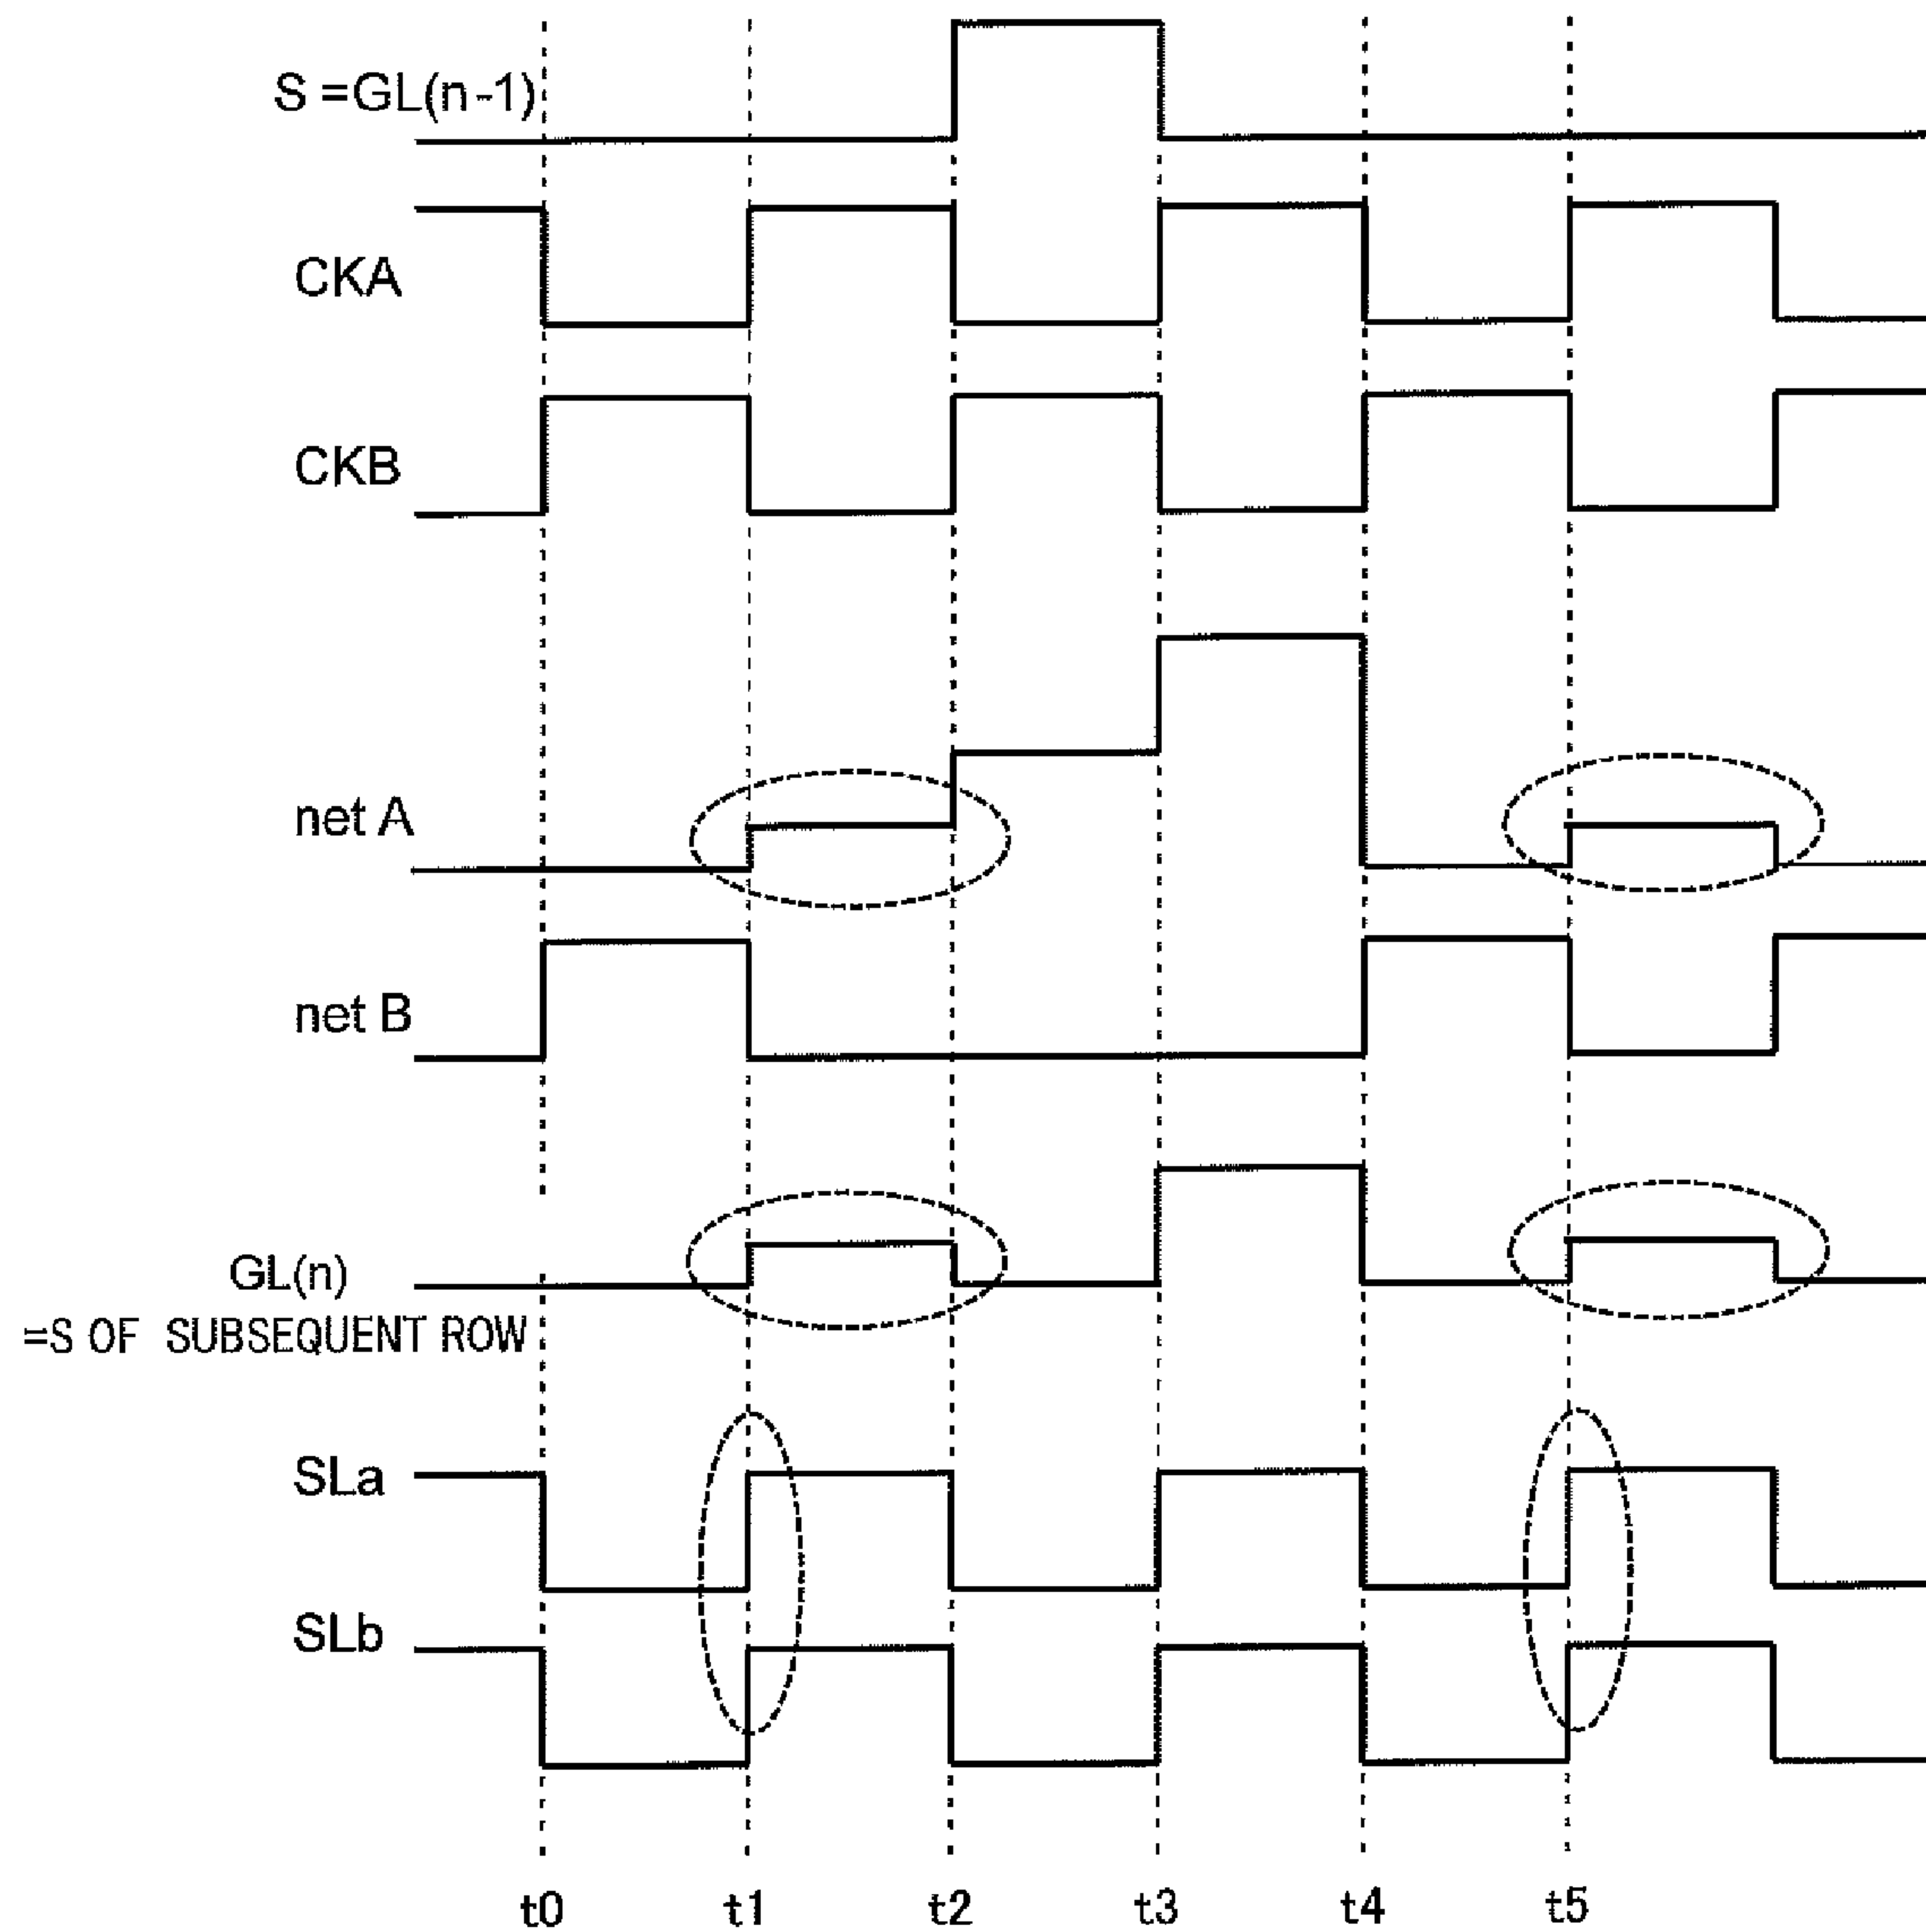 S =GL(n-1)
CKA
CKB
net A
net B
GL(n)
=S OF SUBSEQUENT ROW
SLa
SLb
t0 t1 t2 t3 t4 t5